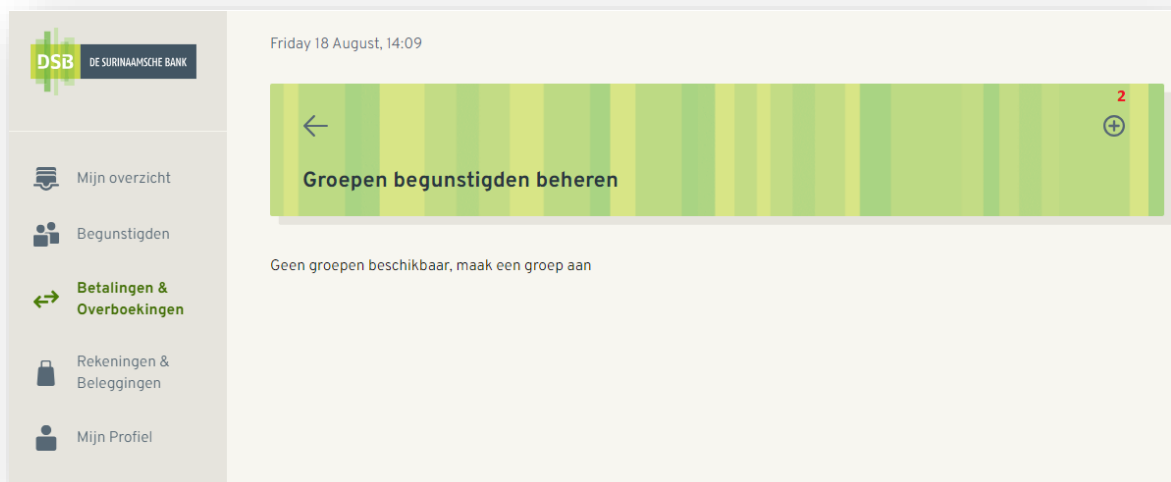 DSB DE SURINAAMSCHE BANK
Friday 18 August, 14:09
2
Groepen begunstigden beheren
Mijn overzicht
Begunstigden
Betalingen &
Overboekingen
Rekeningen &
Beleggingen
Mijn Profiel
Geen groepen beschikbaar, maak een groep aan